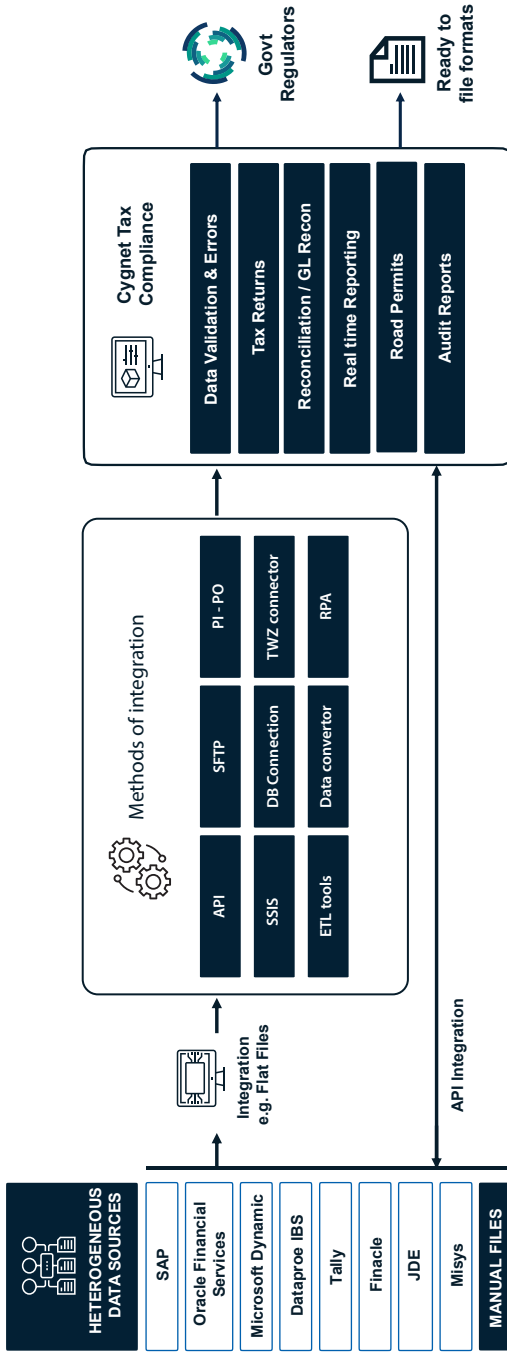 HETEROGENEOUS
DATA SOURCES
SAP
Oracle Financial
Services
Microsoft Dynamic
Dataproe IBS
Tally
Finacle
JDE
Misys
MANUAL FILES
Integration
e.g. Flat Files
API Integration
Methods of integration
API
SFTP
PI - PO
SSIS
DB Connection
TWZ connector
ETL tools
Data convertor
RPA
Cygnet Tax
Compliance
Data Validation & Errors
Tax Returns
Reconciliation / GL Recon
Real time Reporting
Road Permits
Audit Reports
Govt
Regulators
Ready to
file formats